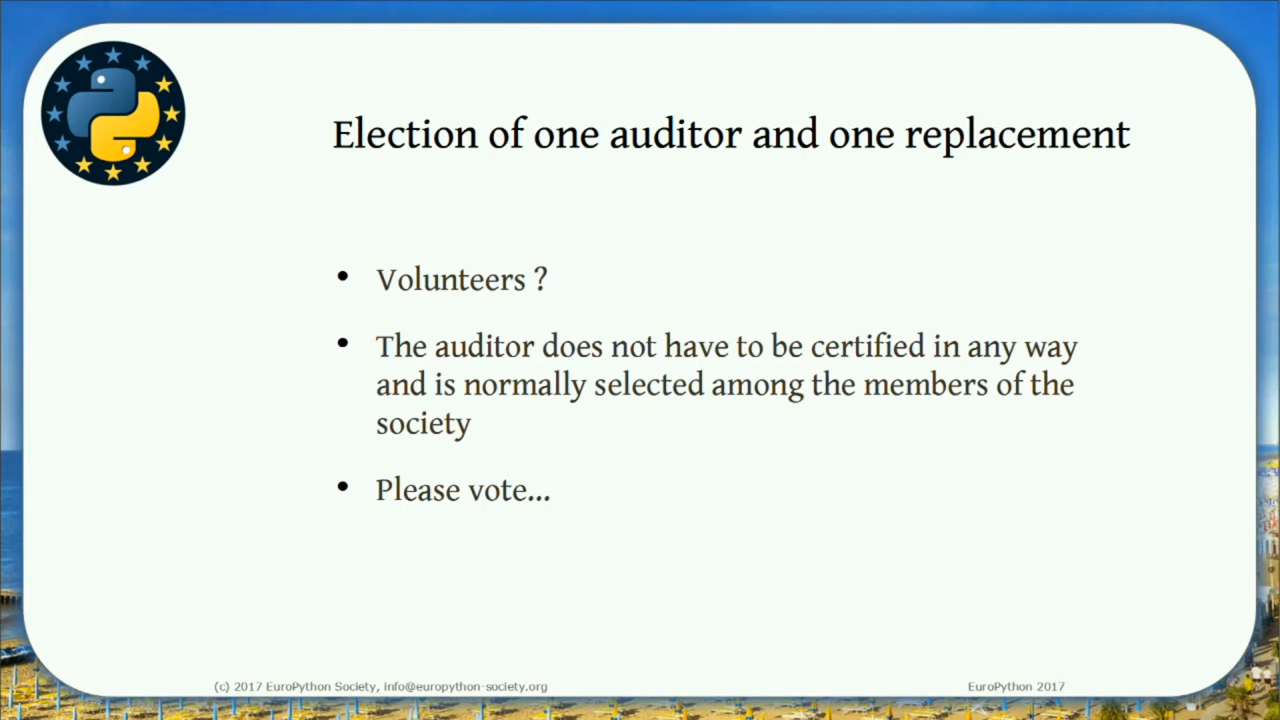 Election of one auditor and one replacement
• Volunteers ?
• The auditor does not have to be certified in any way
and is normally selected among the members of the
society
• Please vote...
(c) 2017 EuroPython Society, info@europython-society.org
EuroPython 2017